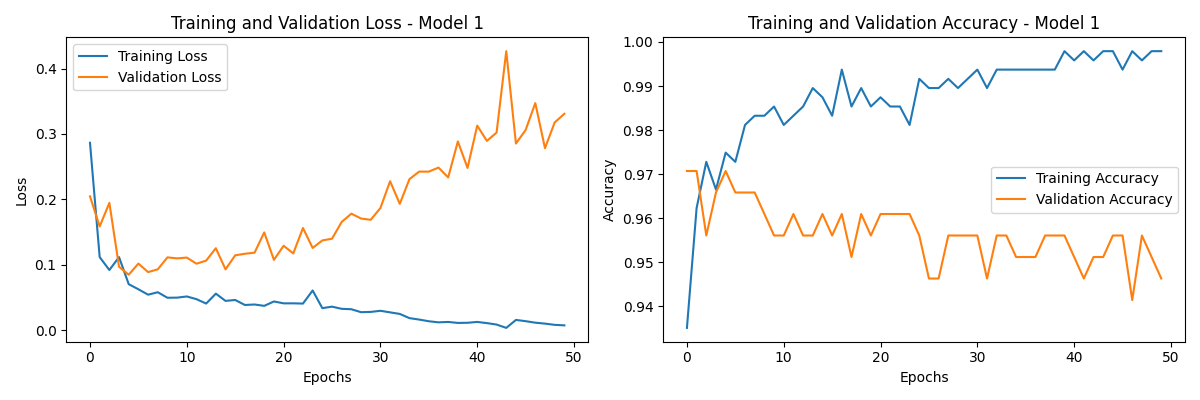 Training and Validation Loss - Model 1
Training Loss
Validation Loss
0.4
0.3
0.2
0.1
0.0
Loss
0
10
20
30
40
50
Epochs
Training and Validation Accuracy - Model 1
1.00
0.99
0.98
0.97
0.96
0.95
0.94
Accuracy
Training Accuracy
Validation Accuracy
0
10
20
30
40
50
Epochs